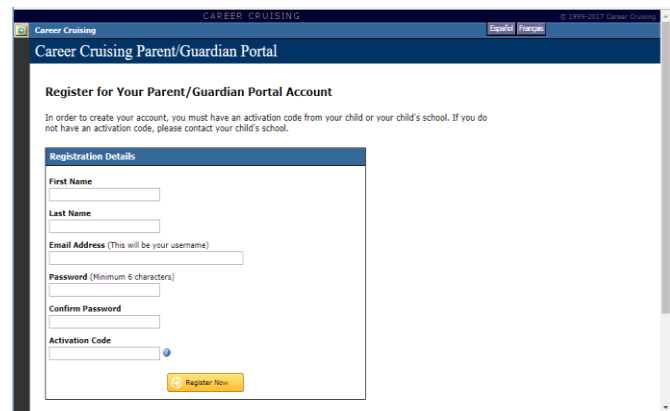 CAREER CRUISING
© 1999-2017 Career Cruising
Career Cruising
Español Français
Career Cruising Parent/Guardian Portal
Register for Your Parent/Guardian Portal Account
In order to create your account, you must have an activation code from your child or your child's school. If you do
not have an activation code, please contact your child's school.
Registration Details
First Name
Last Name
Email Address (This will be your username)
Password (Minimum 6 characters)
Confirm Password
Activation Code
Register Now